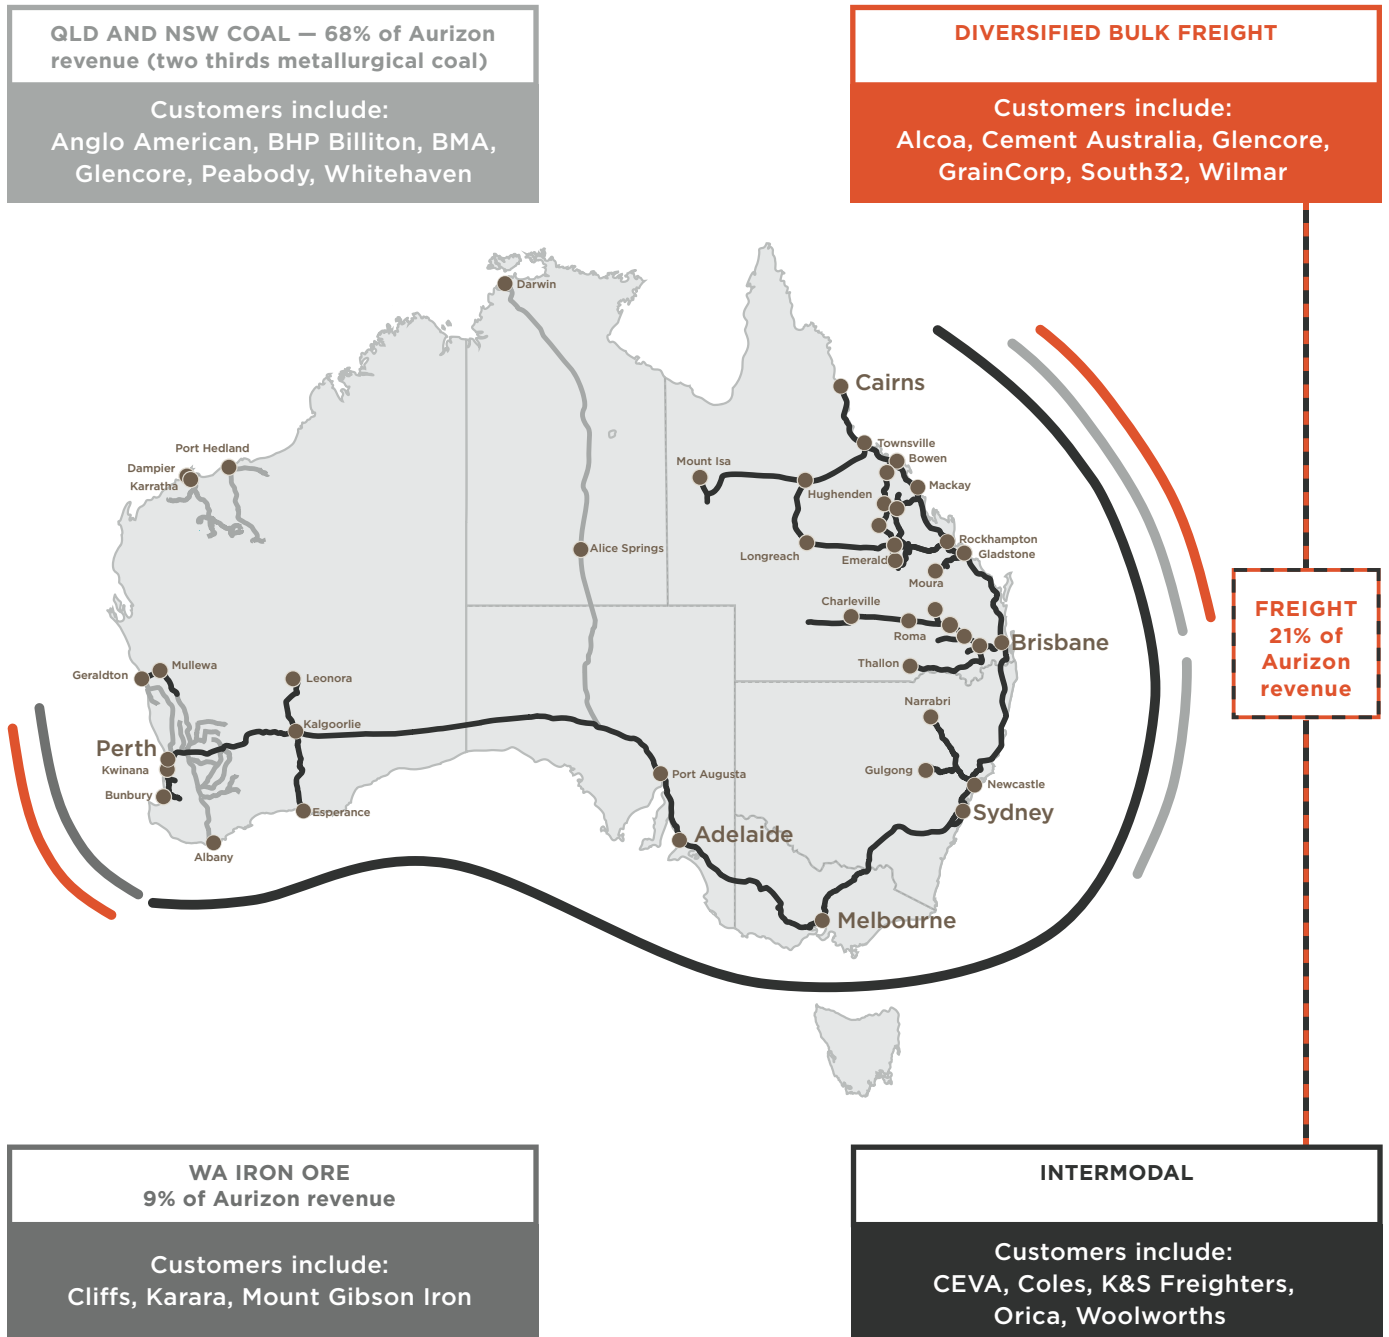 QLD AND NSW COAL — 68% of Aurizon
revenue (two thirds metallurgical coal)
Customers include:
Anglo American, BHP Billiton, BMA,
Glencore, Peabody, Whitehaven
DIVERSIFIED BULK FREIGHT
Customers include:
Alcoa, Cement Australia, Glencore,
GrainCorp, South32, Wilmar
Darwin
Cairns
Port Hedland
Dampier
Karratha
Townsville
Bowen
Mount Isa
Hughenden
Mackay
Longreach
Emerald
Rockhampton
Gladstone
Moura
Alice Springs
Charleville
Roma
Brisbane
Thallon
FREIGHT
21% of
Aurizon
revenue
Mullewa
Geraldton
Leonora
Narrabri
Kalgoorlie
Perth
Kwinana
Bunbury
Port Augusta
Gulgong
Newcastle
Sydney
Esperance
Adelaide
Albany
Melbourne
WA IRON ORE
9% of Aurizon revenue
Customers include:
Cliffs, Karara, Mount Gibson Iron
INTERMODAL
Customers include:
CEVA, Coles, K&S Freighters,
Orica, Woolworths